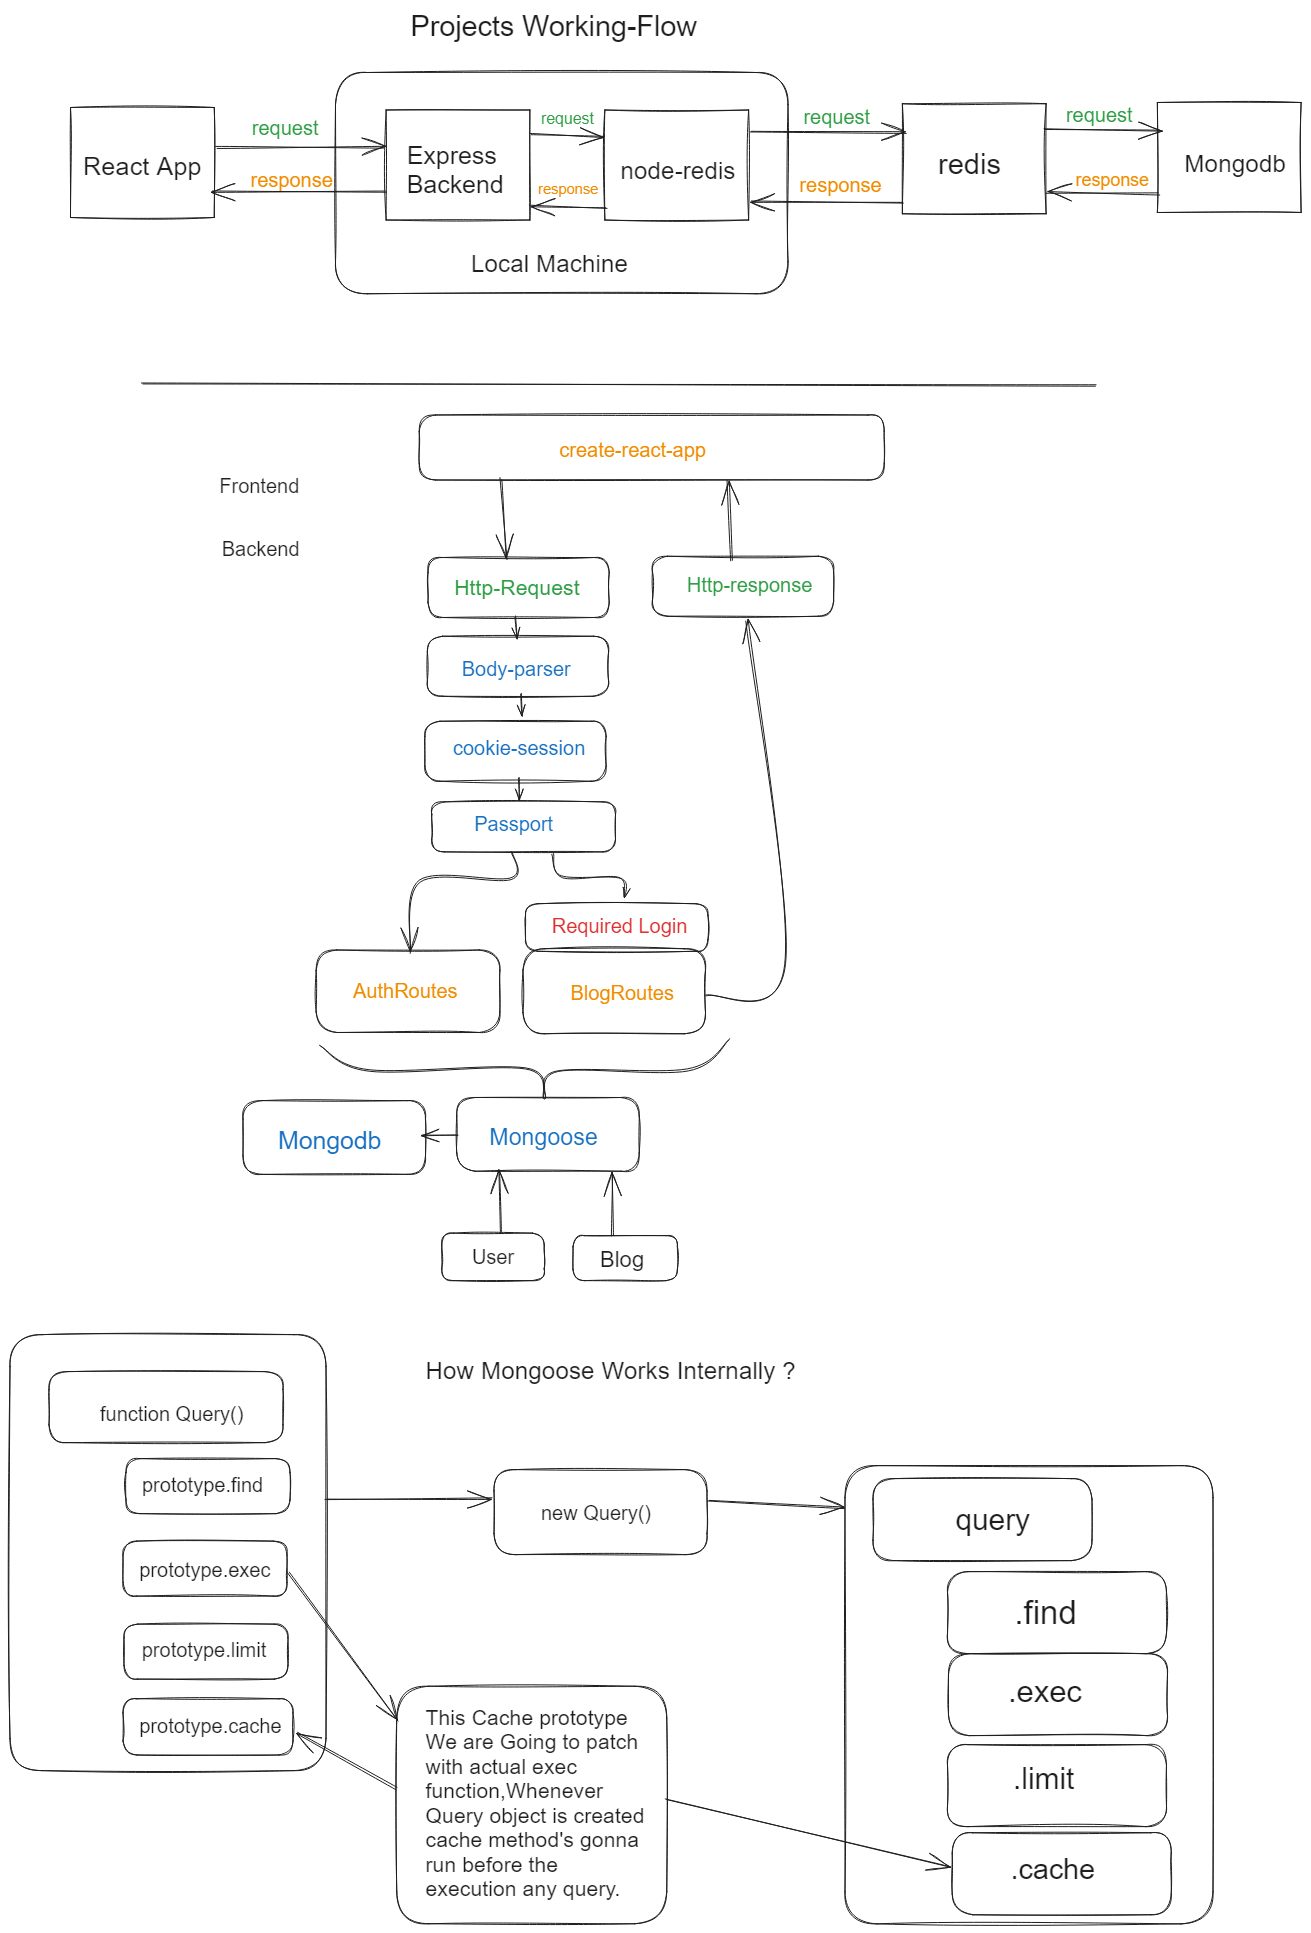 Projects Working-Flow
React App
request
response
Express
Backend
request
response
node-redis
Local Machine
request
response
redis
request
response
Mongodb
create-react-app
Frontend
Backend
Http-Request
Http-response
Body-parser
cookie-session
Passport
Required Login
AuthRoutes
BlogRoutes
Mongodb
Mongoose
User
Blog
How Mongoose Works Internally ?
function Query()
prototype.find
prototype.exec
prototype.limit
prototype.cache
new Query()
This Cache prototype
We are Going to patch
with actual exec
function,Whenever
Query object is created
cache method's gonna
run before the
execution any query.
query
.find
.exec
.limit
.cache